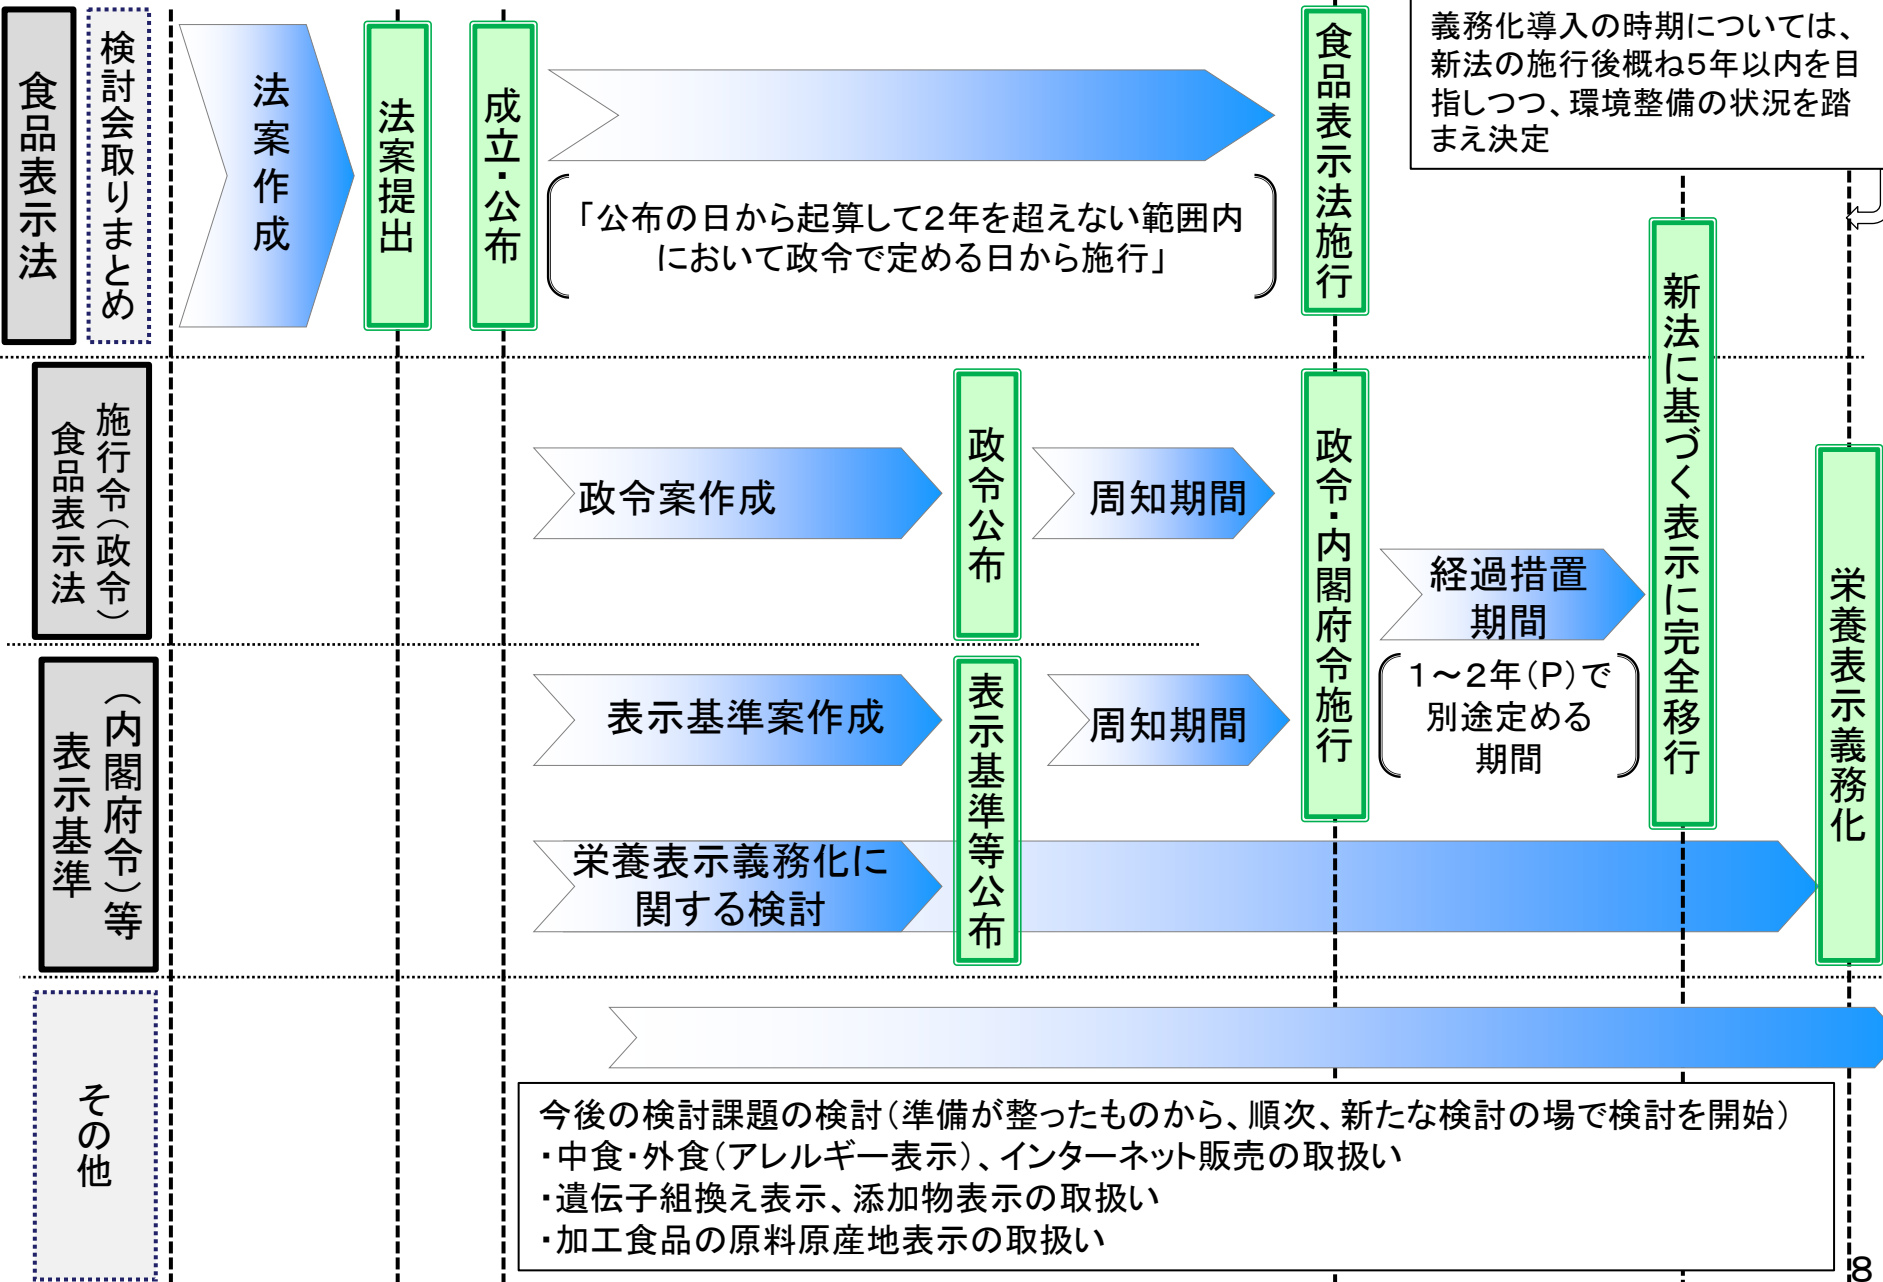 食品表示法
検討会取りまとめ
法案作成
法案提出
成立・公布
「公布の日から起算して2年を超えない範囲内
において政令で定める日から施行」
食品表示法施行
義務化導入の時期については、
新法の施行後概ね5年以内を目
指しつつ、環境整備の状況を踏
まえ決定
施行令(政令)
食品表示法
政令案作成
政令公布
周知期間
政令・内閣府令施行
経過措置
期間
1～2年(P)で
別途定める
期間
新法に基づく表示に完全移行
栄養表示義務化
(内閣府令)等
表示基準
表示基準案作成
表示基準等公布
周知期間
栄養表示義務化に
関する検討
その他
今後の検討課題の検討(準備が整ったものから、順次、新たな検討の場で検討を開始)
・中食・外食(アレルギー表示)、インターネット販売の取扱い
・遺伝子組換え表示、添加物表示の取扱い
・加工食品の原料原産地表示の取扱い
8